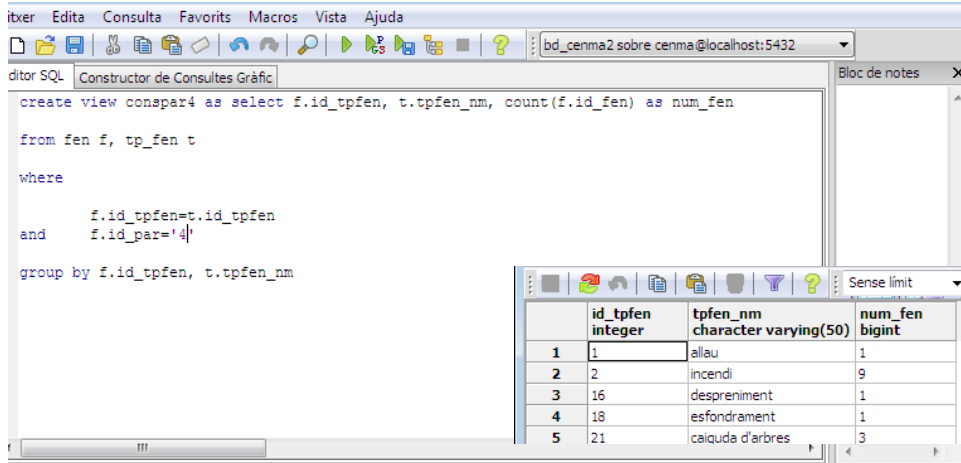 itxer Edita Consulta Favorits Macros Vista Ajuda
bd_cenma2 sobre cenma@localhost:5432
ditor SQL Constructor de Consultes Gràfic
Bloc de notes
create view conspar4 as select f.id_tpfen, t.tpfen_nm, count(f.id_fen) as num_fen
from fen f, tp_fen t
where
f.id_tpfen=t.id_tpfen
and f.id_par='4'
group by f.id_tpfen, t.tpfen_nm
Sense límit
id_tpfen tpfen_nm num_fen
integer character varying(50) bigint
1 1 allau 1
2 2 incendi 9
3 16 despreniment 1
4 18 esfondrament 1
5 21 caiguda d'arbres 3